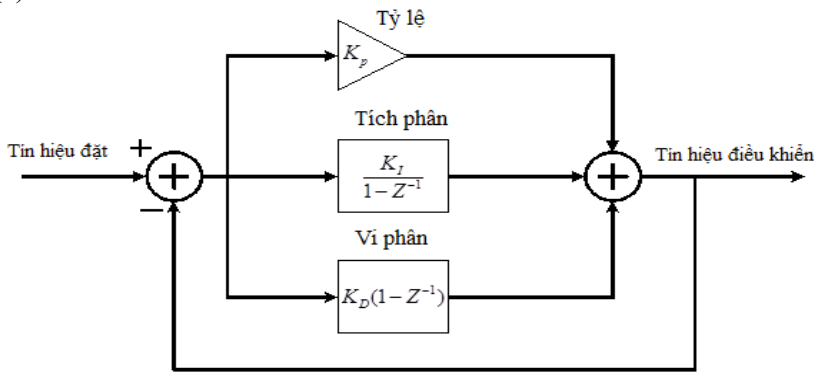 Tỷ lệ
K_p
Tích phân
Tín hiệu đặt
+
+
−
K_I
1 − Z^{−1}
+
Tín hiệu điều khiển
Vi phân
K_D(1 − Z^{−1})